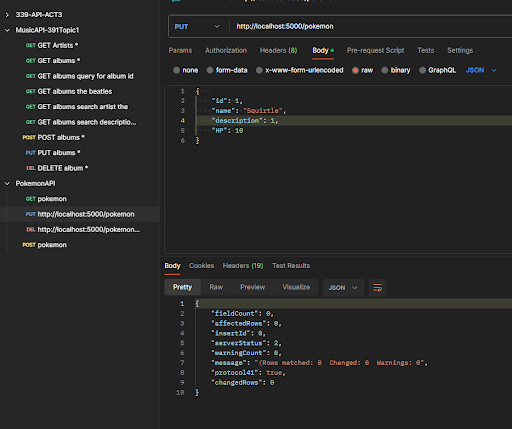 339-API-ACT3
MusicAPI-391Topic1
GET GET Artists *
GET GET albums *
GET GET albums query for album id
GET GET albums the beatles
GET GET albums search artist the
GET GET albums search descriptio...
POST POST albums *
PUT PUT albums *
DEL DELETE album *
PokemonAPI
GET pokemon
PUT http://localhost:5000/pokemon
DEL http://localhost:5000/pokemon...
POST pokemon
PUT http://localhost:5000/pokemon
Params Authorization Headers (8) Body Pre-request Script Tests Settings
none form-data x-www-form-urlencoded raw binary GraphQL JSON
1 {
2 "id": 1,
3 "name": "Squirtle",
4 "description": 1,
5 "HP": 10
6 }
Body Cookies Headers (19) Test Results
Pretty Raw Preview Visualize JSON
1 {
2 "fieldCount": 0,
3 "affectedRows": 0,
4 "insertId": 0,
5 "serverStatus": 2,
6 "warningCount": 0,
7 "message": "(Rows matched: 0 Changed: 0 Warnings: 0",
8 "protocol41": true,
9 "changedRows": 0
10 }